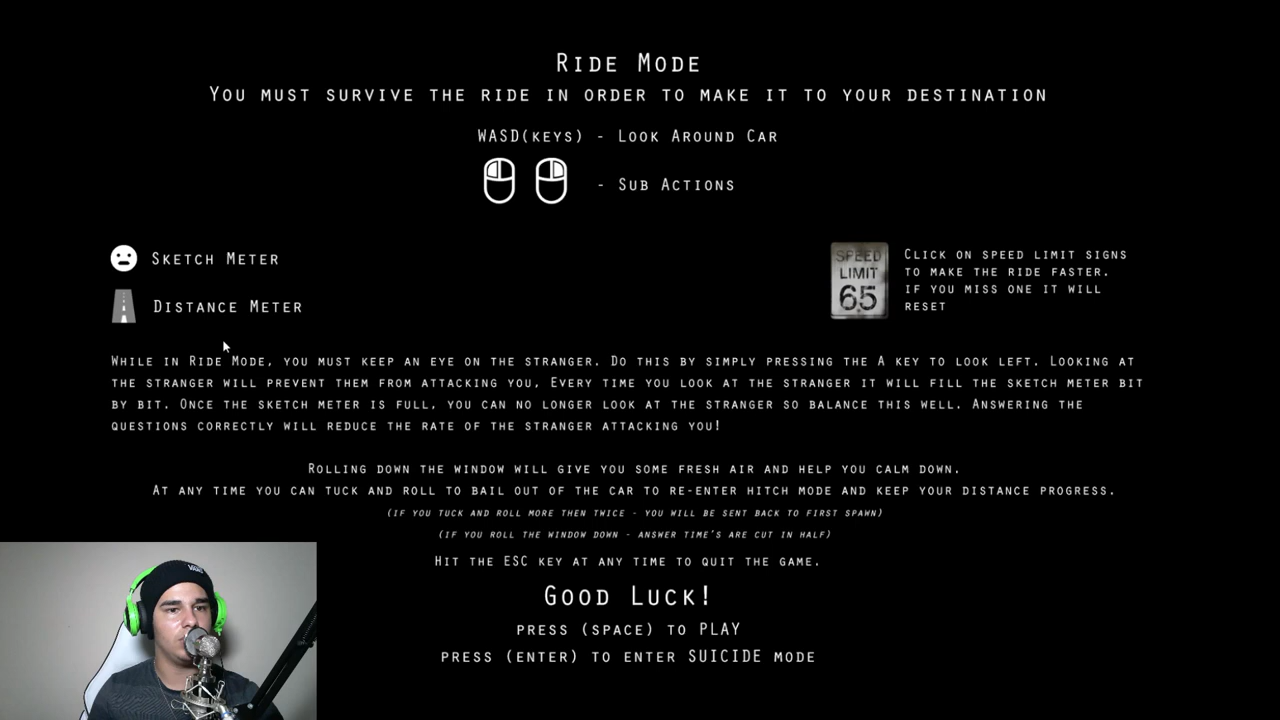 Ride Mode
You must survive the ride in order to make it to your destination
WASD(keys) - Look Around Car
- Sub Actions
Sketch Meter
Distance Meter
SPEED
LIMIT
65
Click on speed limit signs
to make the ride faster.
if you miss one it will
reset
While in Ride Mode, you must keep an eye on the stranger. Do this by simply pressing the A key to look left. Looking at
the stranger will prevent them from attacking you, Every time you look at the stranger it will fill the sketch meter bit
by bit. Once the sketch meter is full, you can no longer look at the stranger so balance this well. Answering the
questions correctly will reduce the rate of the stranger attacking you!
Rolling down the window will give you some fresh air and help you calm down.
At any time you can tuck and roll to bail out of the car to re-enter hitch mode and keep your distance progress.
(if you tuck and roll more then twice - you will be sent back to first spawn)
(if you roll the window down - answer time's are cut in half)
Hit the ESC key at any time to quit the game.
Good Luck!
press (space) to PLAY
press (enter) to enter SUICIDE mode
VANS